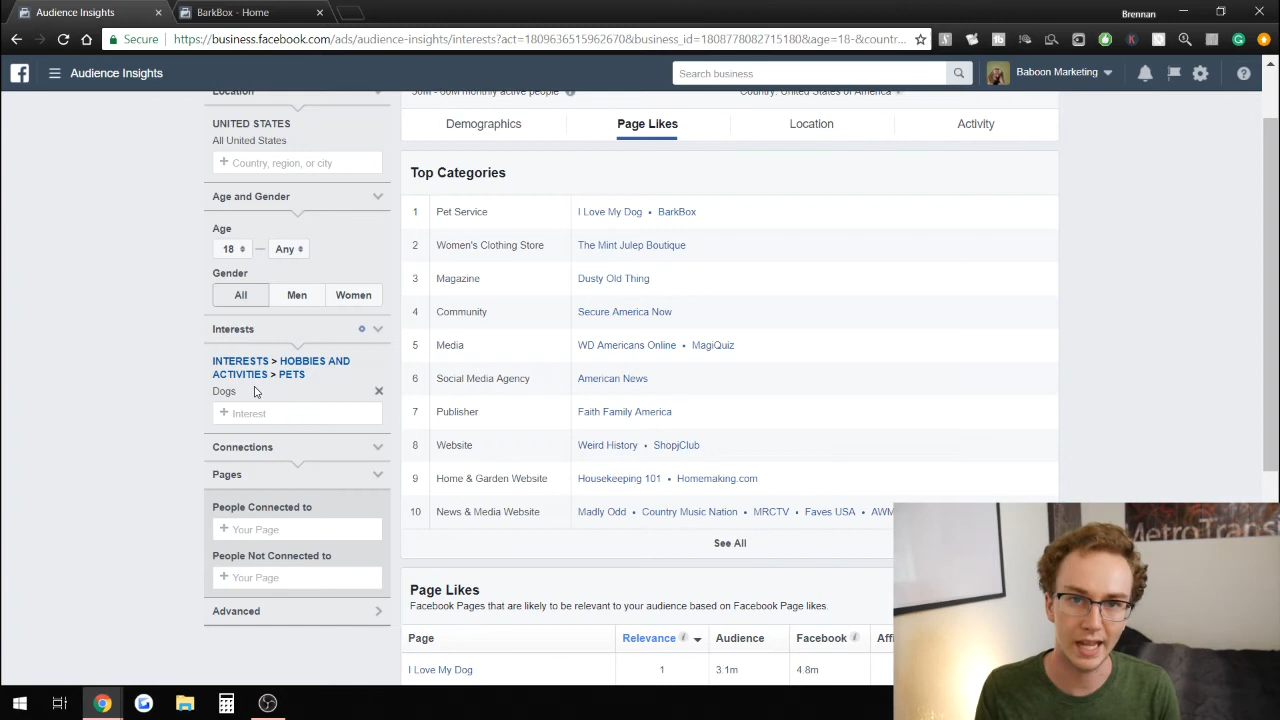 Audience Insights
BarkBox - Home
Brennan
Secure
https://business.facebook.com/ads/audience-insights/interests?act=1809636515962670&business_id=1808778082715180&age=18-&countr...
Audience Insights
Search business
Baboon Marketing
Location
Country: United States of America
UNITED STATES
All United States
Country, region, or city
Age and Gender
Age
18 — Any
Gender
All Men Women
Interests
INTERESTS > HOBBIES AND
ACTIVITIES > PETS
Dogs
Interest
Connections
Pages
People Connected to
Your Page
People Not Connected to
Your Page
Advanced
Demographics Page Likes Location Activity
Top Categories
1 Pet Service I Love My Dog • BarkBox
2 Women's Clothing Store The Mint Julep Boutique
3 Magazine Dusty Old Thing
4 Community Secure America Now
5 Media WD Americans Online • MagiQuiz
6 Social Media Agency American News
7 Publisher Faith Family America
8 Website Weird History • ShopjClub
9 Home & Garden Website Housekeeping 101 • Homemaking.com
10 News & Media Website Madly Odd • Country Music Nation • MRCTV • Faves USA • AWM
See All
Page Likes
Facebook Pages that are likely to be relevant to your audience based on Facebook Page likes.
Page Relevance Audience Facebook Affi
I Love My Dog 1 3.1m 4.8m
MetroTrans